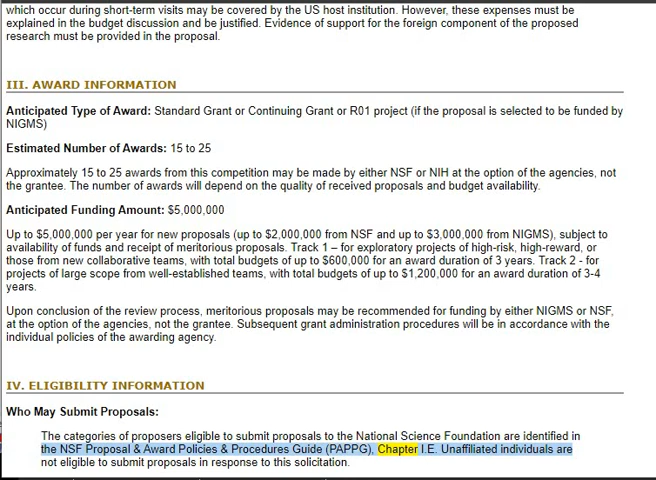 which occur during short-term visits may be covered by the US host institution. However, these expenses must be
explained in the budget discussion and be justified. Evidence of support for the foreign component of the proposed
research must be provided in the proposal.
III. AWARD INFORMATION
Anticipated Type of Award: Standard Grant or Continuing Grant or R01 project (if the proposal is selected to be funded by
NIGMS)
Estimated Number of Awards: 15 to 25
Approximately 15 to 25 awards from this competition may be made by either NSF or NIH at the option of the agencies, not
the grantee. The number of awards will depend on the quality of received proposals and budget availability.
Anticipated Funding Amount: $5,000,000
Up to $5,000,000 per year for new proposals (up to $2,000,000 from NSF and up to $3,000,000 from NIGMS), subject to
availability of funds and receipt of meritorious proposals. Track 1 – for exploratory projects of high-risk, high-reward, or
those from new collaborative teams, with total budgets of up to $600,000 for an award duration of 3 years. Track 2 - for
projects of large scope from well-established teams, with total budgets of up to $1,200,000 for an award duration of 3-4
years.
Upon conclusion of the review process, meritorious proposals may be recommended for funding by either NIGMS or NSF,
at the option of the agencies, not the grantee. Subsequent grant administration procedures will be in accordance with the
individual policies of the awarding agency.
IV. ELIGIBILITY INFORMATION
Who May Submit Proposals:
The categories of proposers eligible to submit proposals to the National Science Foundation are identified in
the NSF Proposal & Award Policies & Procedures Guide (PAPPG), Chapter I.E. Unaffiliated individuals are
not eligible to submit proposals in response to this solicitation.